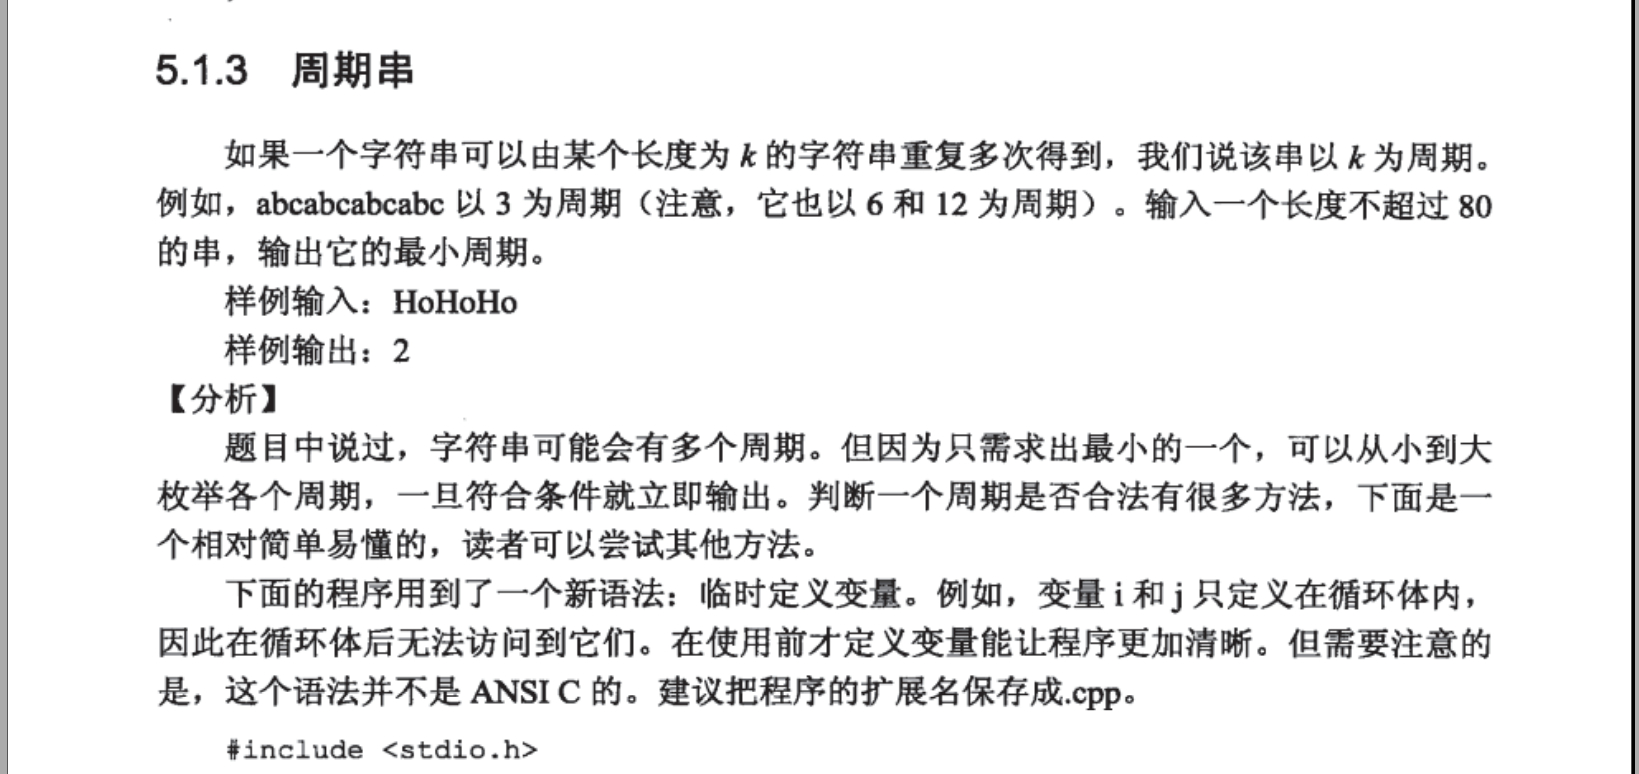 5.1.3 周期串
如果一个字符串可以由某个长度为 k 的字符串重复多次得到，我们说该串以 k 为周期。
例如，abcabcabcabc 以 3 为周期（注意，它也以 6 和 12 为周期）。输入一个长度不超过 80
的串，输出它的最小周期。
样例输入：HoHoHo
样例输出：2
【分析】
题目中说过，字符串可能会有多个周期。但因为只需求出最小的一个，可以从小到大
枚举各个周期，一旦符合条件就立即输出。判断一个周期是否合法有很多方法，下面是一
个相对简单易懂的，读者可以尝试其他方法。
下面的程序用到了一个新语法：临时定义变量。例如，变量 i 和 j 只定义在循环体内，
因此在循环体后无法访问到它们。在使用前才定义变量能让程序更加清晰。但需要注意的
是，这个语法并不是 ANSI C 的。建议把程序的扩展名保存成.cpp。
#include <stdio.h>